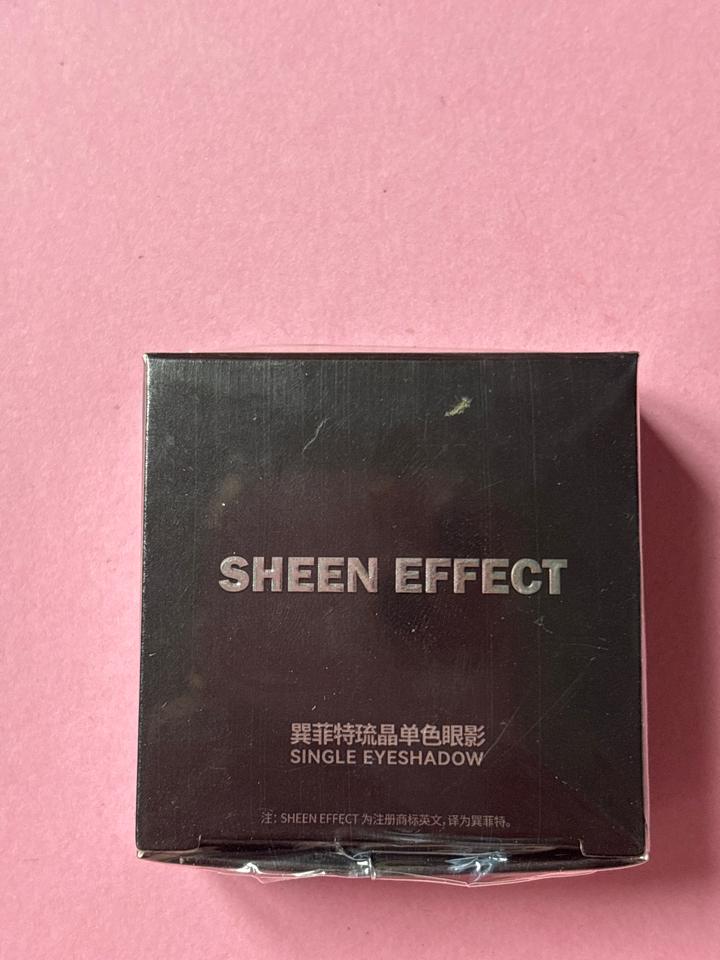 SHEEN EFFECT
巽菲特琉晶单色眼影
SINGLE EYESHADOW
注：SHEEN EFFECT 为注册商标英文，译为巽菲特。